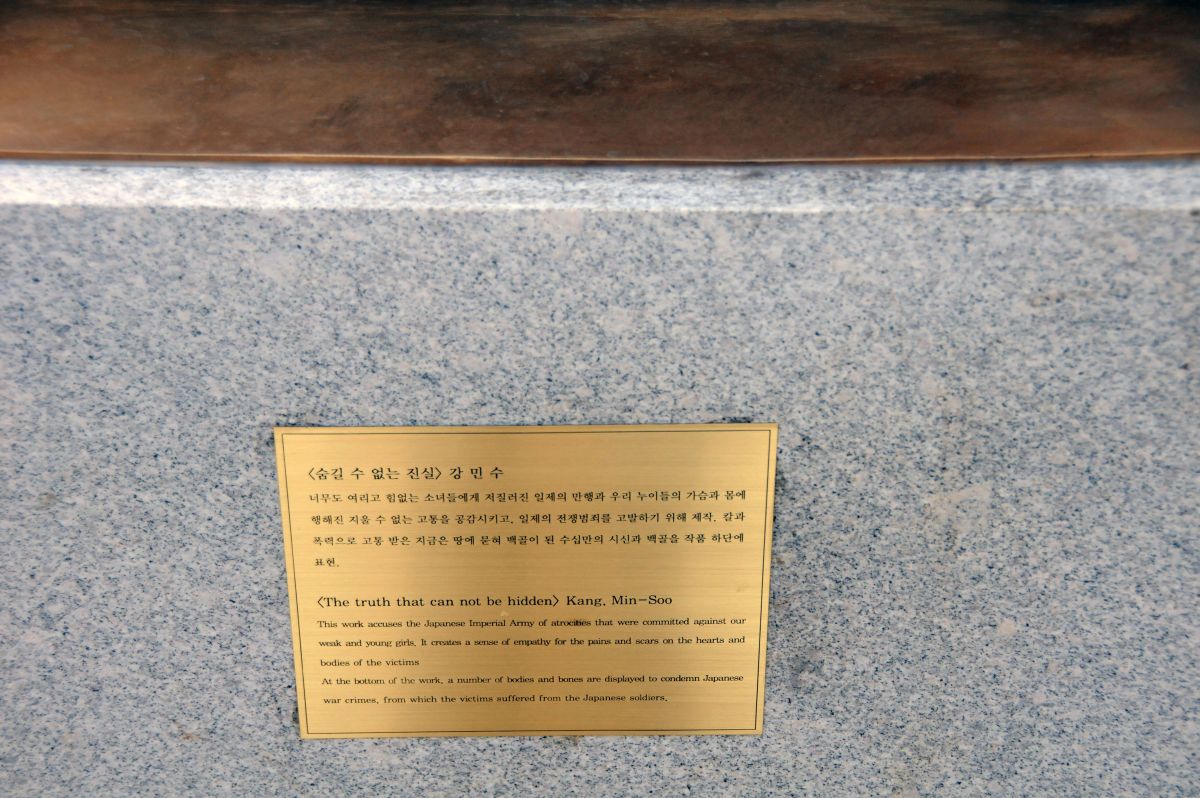 <숨길 수 없는 진실> 강 민 수
너무도 여리고 힘없는 소녀들에게 저질러진 일제의 만행과 우리 누이들의 가슴과 몸에
행해진 지울 수 없는 고통을 공감시키고, 일제의 전쟁범죄를 고발하기 위해 제작. 칼과
폭력으로 고통 받은 지금은 땅에 묻혀 백골이 된 수십만의 시신과 백골을 작품 하단에
표현.
<The truth that can not be hidden> Kang, Min-Soo
This work accuses the Japanese Imperial Army of atrocities that were committed against our
weak and young girls. It creates a sense of empathy for the pains and scars on the hearts and
bodies of the victims
At the bottom of the work, a number of bodies and bones are displayed to condemn Japanese
war crimes, from which the victims suffered from the Japanese soldiers.